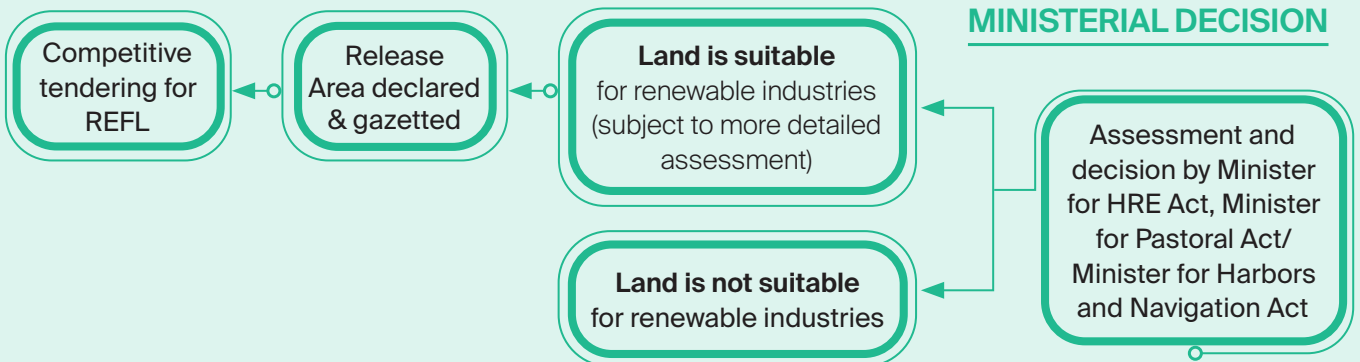 MINISTERIAL DECISION
Competitive
tendering for
REFL
Release
Area declared
& gazetted
Land is suitable
for renewable industries
(subject to more detailed
assessment)
Assessment and
decision by Minister
for HRE Act, Minister
for Pastoral Act/
Minister for Harbors
and Navigation Act
Land is not suitable
for renewable industries